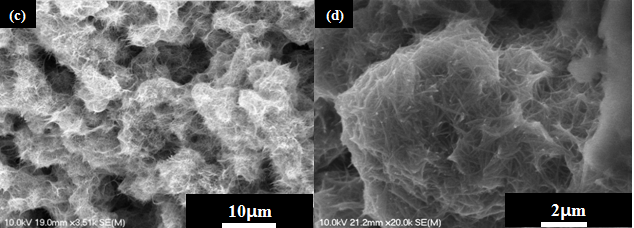 (c)
(d)
10.0kV 19.0mm x3.51k SE(M)
10μm
10.0kV 21.2mm x20.0k SE(M)
2μm